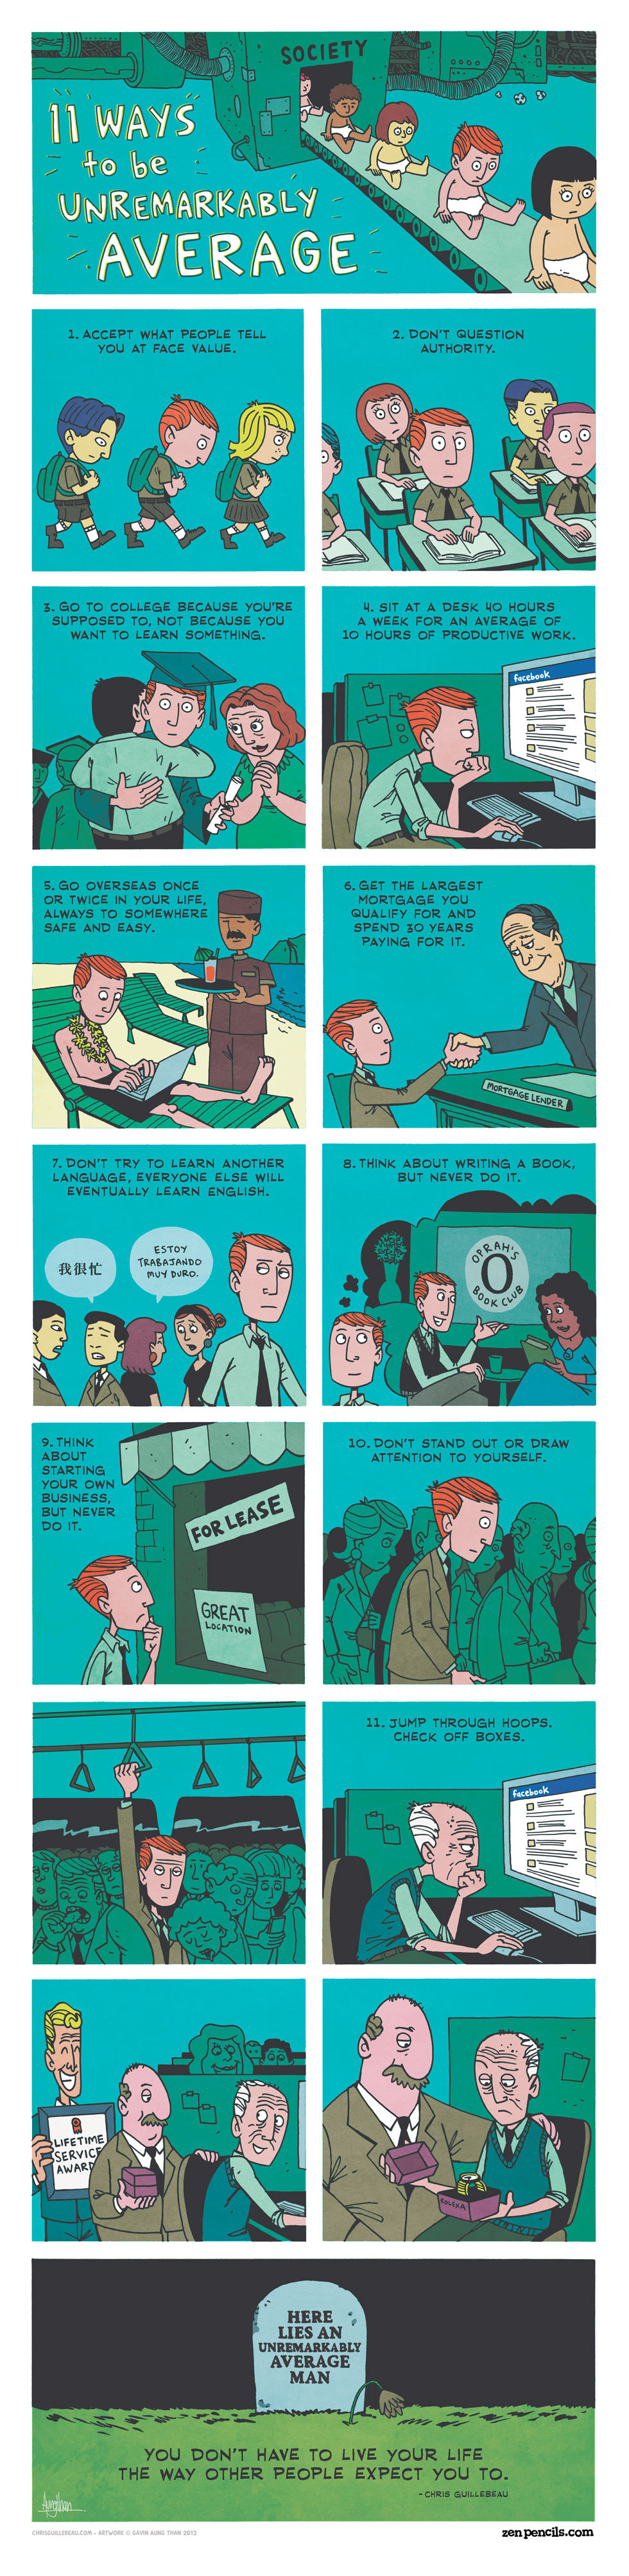 SOCIETY
11 WAYS
to be
UNREMARKABLY
AVERAGE
1. ACCEPT WHAT PEOPLE TELL
YOU AT FACE VALUE.
2. DON'T QUESTION
AUTHORITY.
3. GO TO COLLEGE BECAUSE YOU'RE
SUPPOSED TO, NOT BECAUSE YOU
WANT TO LEARN SOMETHING.
4. SIT AT A DESK 40 HOURS
A WEEK FOR AN AVERAGE OF
10 HOURS OF PRODUCTIVE WORK.
facebook
5. GO OVERSEAS ONCE
OR TWICE IN YOUR LIFE,
ALWAYS TO SOMEWHERE
SAFE AND EASY.
6. GET THE LARGEST
MORTGAGE YOU
QUALIFY FOR AND
SPEND 30 YEARS
PAYING FOR IT.
MORTGAGE LENDER
7. DON'T TRY TO LEARN ANOTHER
LANGUAGE, EVERYONE ELSE WILL
EVENTUALLY LEARN ENGLISH.
我很忙
ESTOY
TRABAJANDO
MUY DURO.
8. THINK ABOUT WRITING A BOOK,
BUT NEVER DO IT.
OPRAH'S
O
BOOK CLUB
9. THINK
ABOUT
STARTING
YOUR OWN
BUSINESS,
BUT NEVER
DO IT.
FOR LEASE
GREAT
LOCATION
10. DON'T STAND OUT OR DRAW
ATTENTION TO YOURSELF.
11. JUMP THROUGH HOOPS.
CHECK OFF BOXES.
facebook
LIFETIME
SERVICE
AWARD
ROLEXA
HERE
LIES AN
UNREMARKABLY
AVERAGE
MAN
YOU DON'T HAVE TO LIVE YOUR LIFE
THE WAY OTHER PEOPLE EXPECT YOU TO.
- CHRIS GUILLEBEAU
AungThan
CHRISGUILLEBEAU.COM - ARTWORK © GAVIN AUNG THAN 2013
zenpencils.com